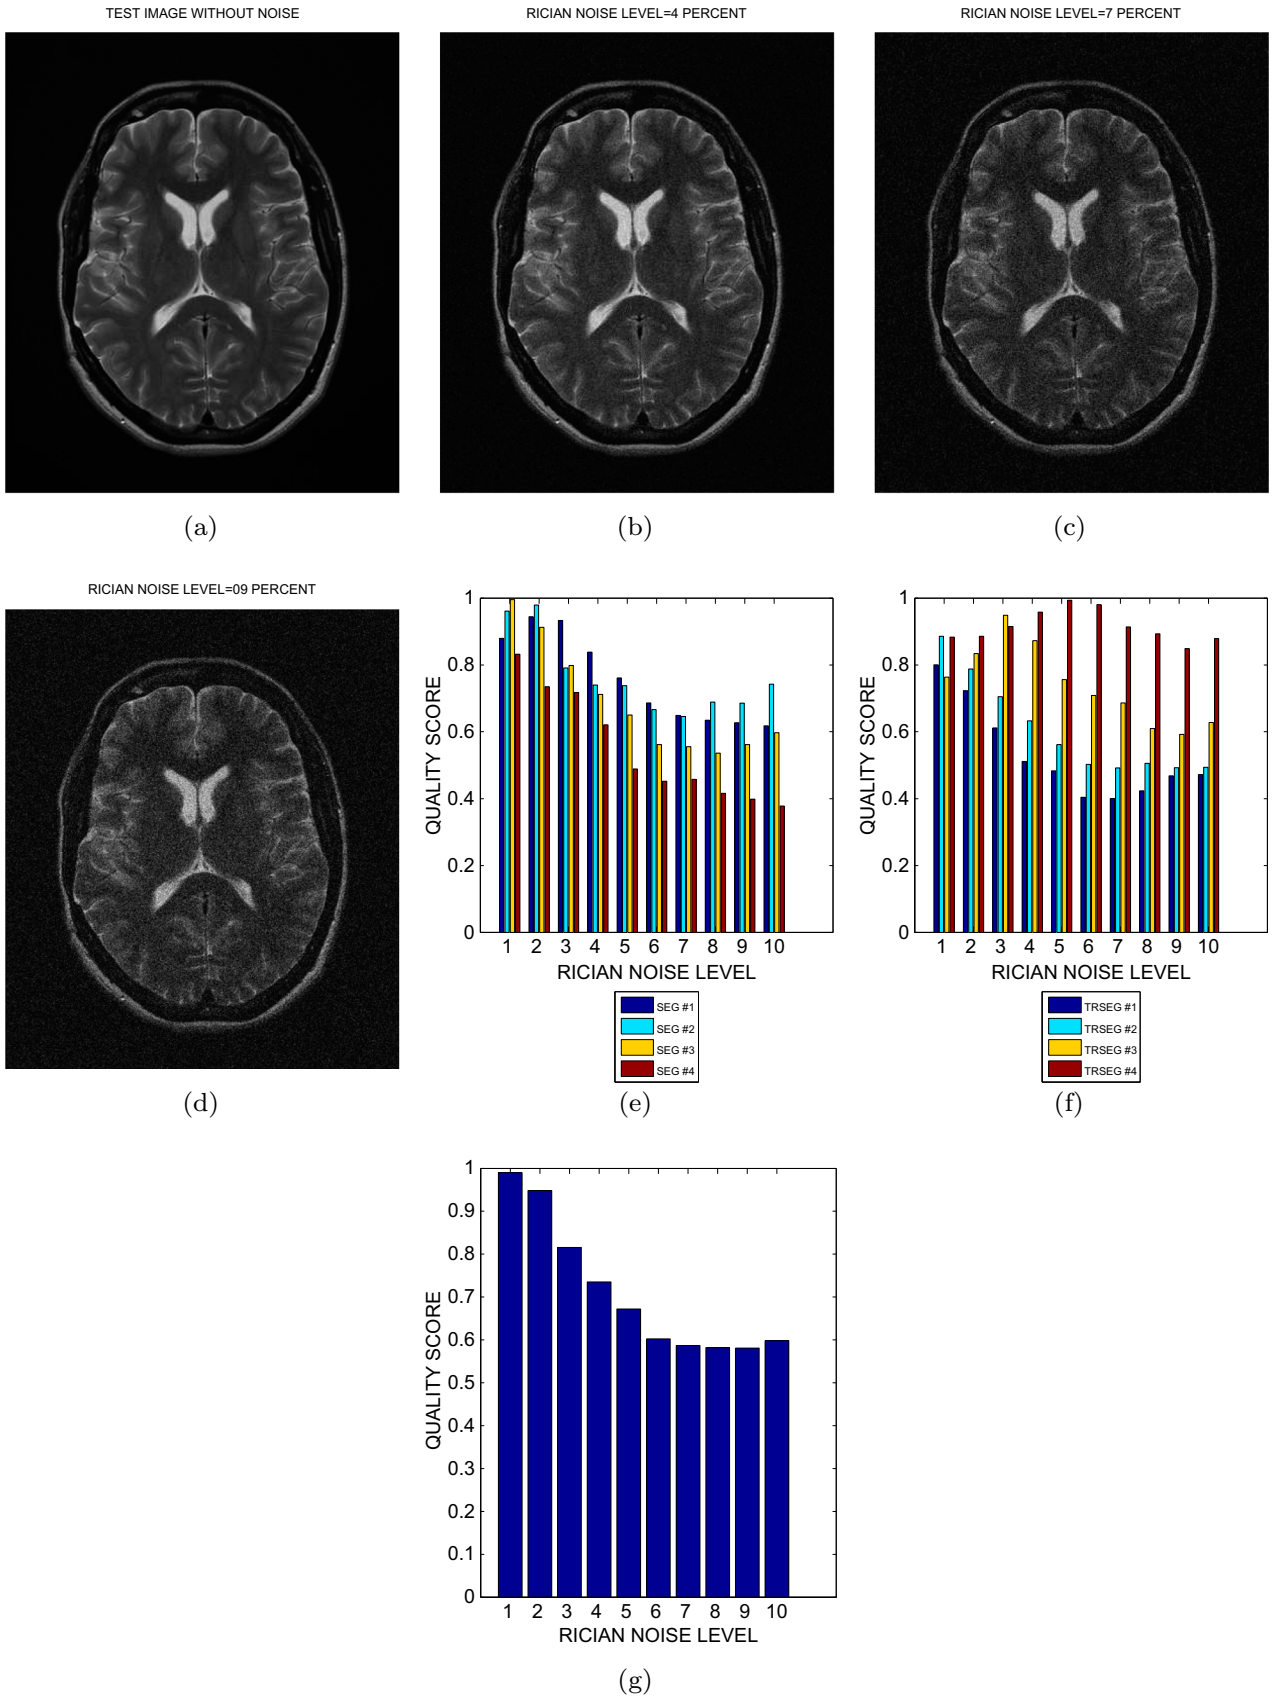 TEST IMAGE WITHOUT NOISE
RICIAN NOISE LEVEL=4 PERCENT
RICIAN NOISE LEVEL=7 PERCENT
(a)
(b)
(c)
RICIAN NOISE LEVEL=09 PERCENT
(d)
1
0.8
0.6
0.4
0.2
0
QUALITY SCORE
1 2 3 4 5 6 7 8 9 10
RICIAN NOISE LEVEL
SEG #1
SEG #2
SEG #3
SEG #4
(e)
1
0.8
0.6
0.4
0.2
0
QUALITY SCORE
1 2 3 4 5 6 7 8 9 10
RICIAN NOISE LEVEL
TRSEG #1
TRSEG #2
TRSEG #3
TRSEG #4
(f)
1
0.9
0.8
0.7
0.6
0.5
0.4
0.3
0.2
0.1
0
QUALITY SCORE
1 2 3 4 5 6 7 8 9 10
RICIAN NOISE LEVEL
(g)